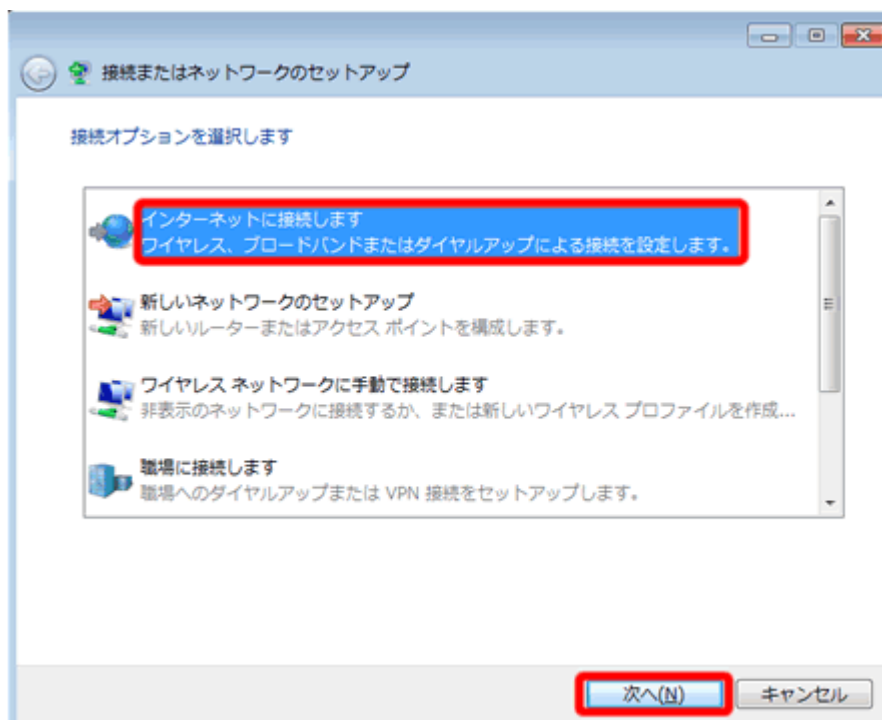 接続またはネットワークのセットアップ
接続オプションを選択します
インターネットに接続します
ワイヤレス、ブロードバンドまたはダイヤルアップによる接続を設定します。
新しいネットワークのセットアップ
新しいルーターまたはアクセス ポイントを構成します。
ワイヤレス ネットワークに手動で接続します
非表示のネットワークに接続するか、または新しいワイヤレス プロファイルを作成...
職場に接続します
職場へのダイヤルアップまたは VPN 接続をセットアップします。
次へ(N) キャンセル